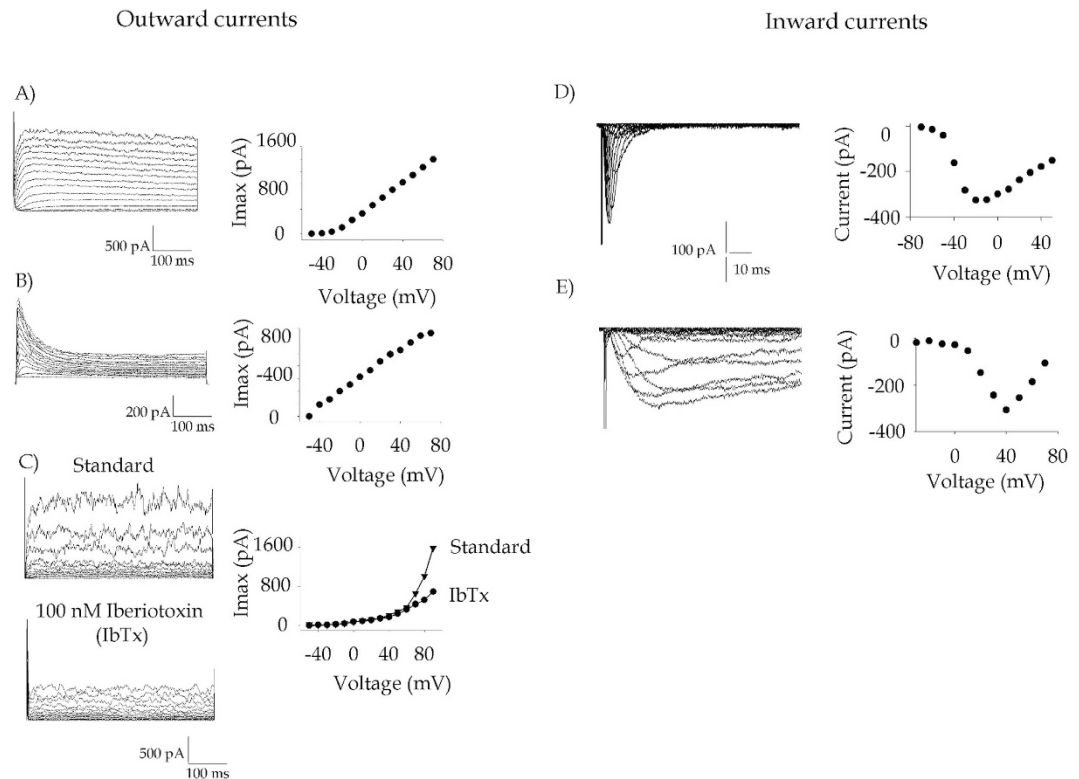 Outward currents
Inward currents
A)
Imax (pA)
1600
800
0
-40 0 40 80
Voltage (mV)
500 pA
100 ms
B)
Imax (pA)
800
-400
0
-40 0 40 80
Voltage (mV)
200 pA
100 ms
C)
Standard
100 nM Iberiotoxin
(IbTx)
500 pA
100 ms
Imax (pA)
1600
800
0
-40 0 40 80
Voltage (mV)
Standard
IbTx
D)
100 pA
10 ms
Current (pA)
0
-200
-400
-80 -40 0 40
Voltage (mV)
E)
Current (pA)
0
-200
-400
0 40 80
Voltage (mV)